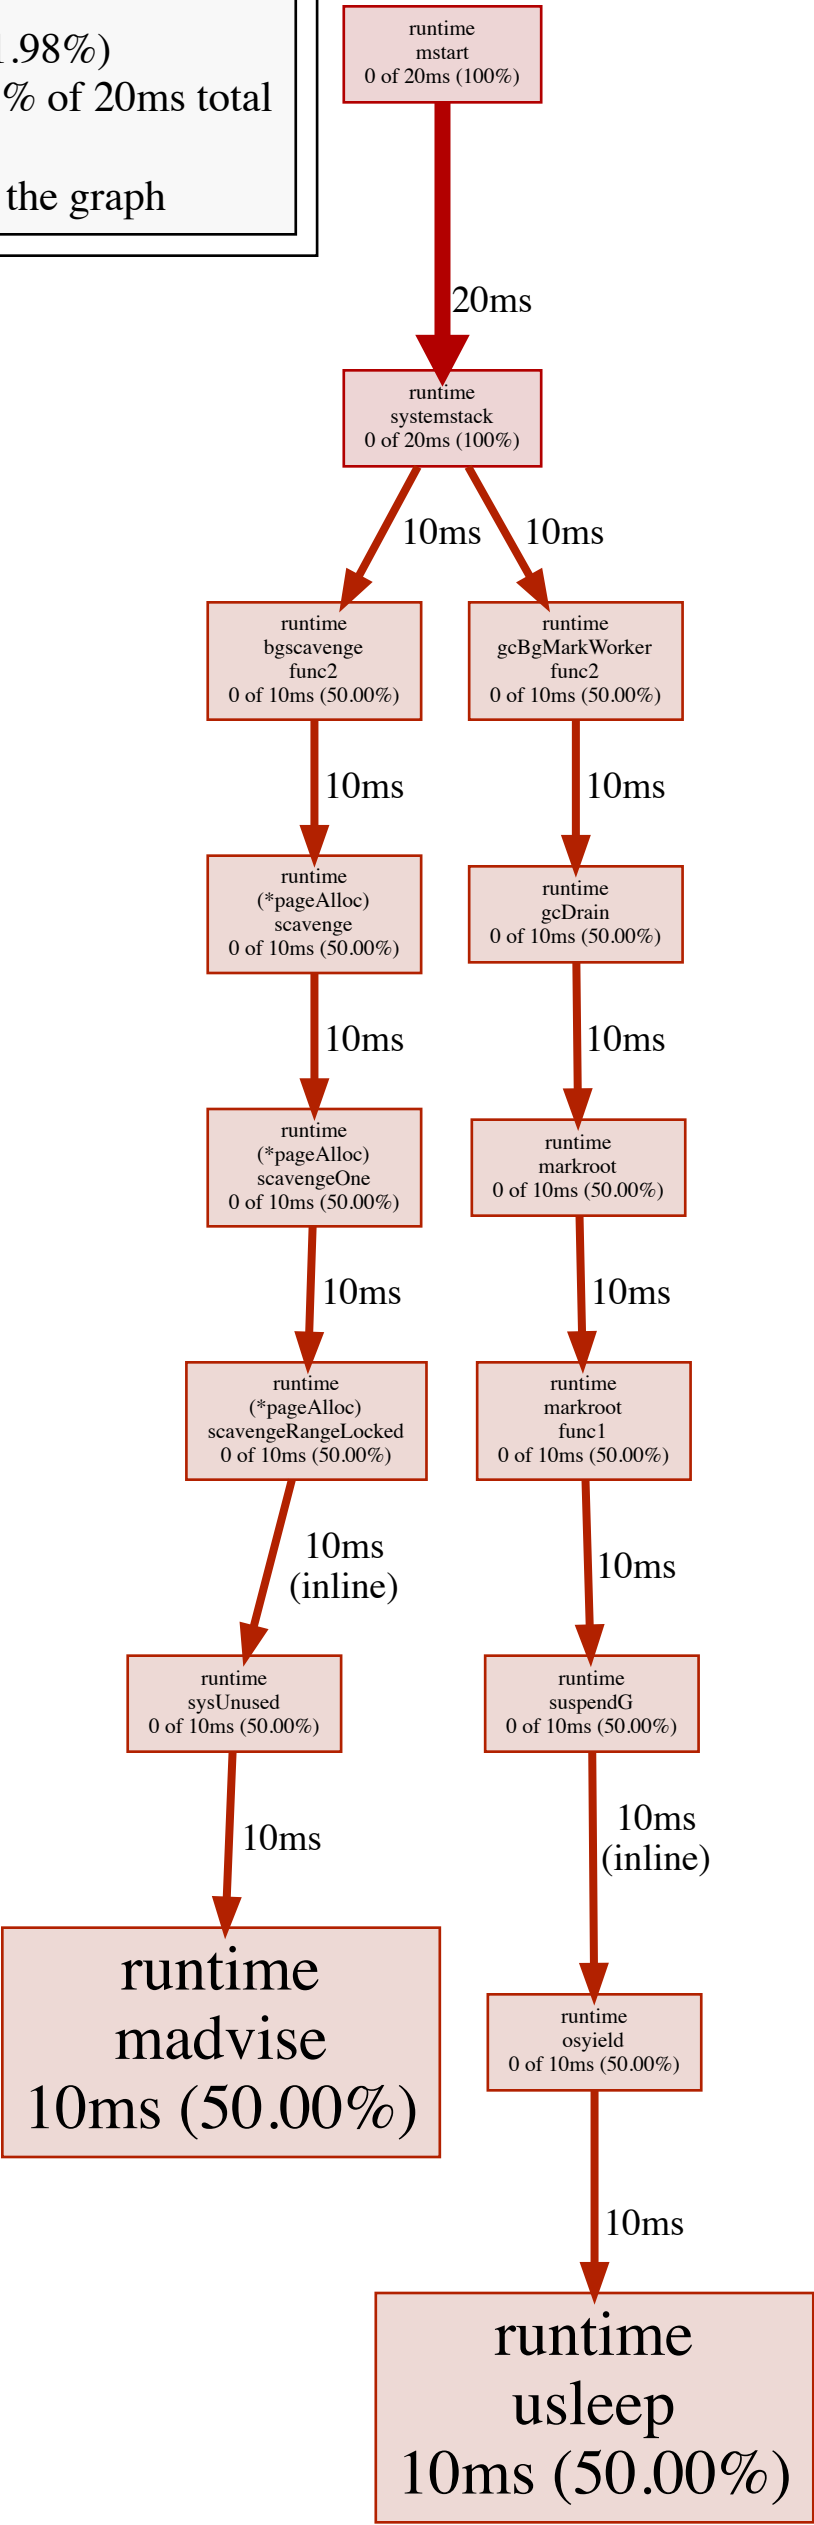 1.98%)
% of 20ms total
the graph
runtime
mstart
0 of 20ms (100%)
20ms
runtime
systemstack
0 of 20ms (100%)
10ms
10ms
runtime
bgscavenge
func2
0 of 10ms (50.00%)
runtime
gcBgMarkWorker
func2
0 of 10ms (50.00%)
10ms
10ms
runtime
(*pageAlloc)
scavenge
0 of 10ms (50.00%)
runtime
gcDrain
0 of 10ms (50.00%)
10ms
10ms
runtime
(*pageAlloc)
scavengeOne
0 of 10ms (50.00%)
runtime
markroot
0 of 10ms (50.00%)
10ms
10ms
runtime
(*pageAlloc)
scavengeRangeLocked
0 of 10ms (50.00%)
runtime
markroot
func1
0 of 10ms (50.00%)
10ms
(inline)
10ms
runtime
sysUnused
0 of 10ms (50.00%)
runtime
suspendG
0 of 10ms (50.00%)
10ms
10ms
(inline)
runtime
madvise
10ms (50.00%)
runtime
osyield
0 of 10ms (50.00%)
10ms
runtime
usleep
10ms (50.00%)